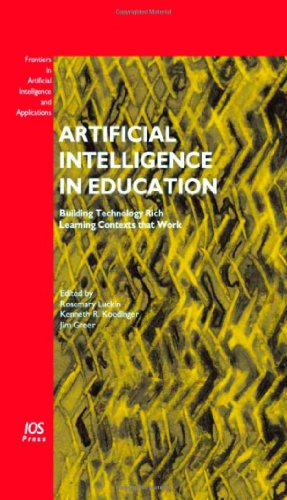 Frontiers in
Artificial
Intelligence and
Applications
ARTIFICIAL
INTELLIGENCE
IN EDUCATION
Building Technology Rich
Learning Contexts that Work
Edited by
Rosemary Luckin
Kenneth R. Koedinger
Jim Greer
IOS
Press